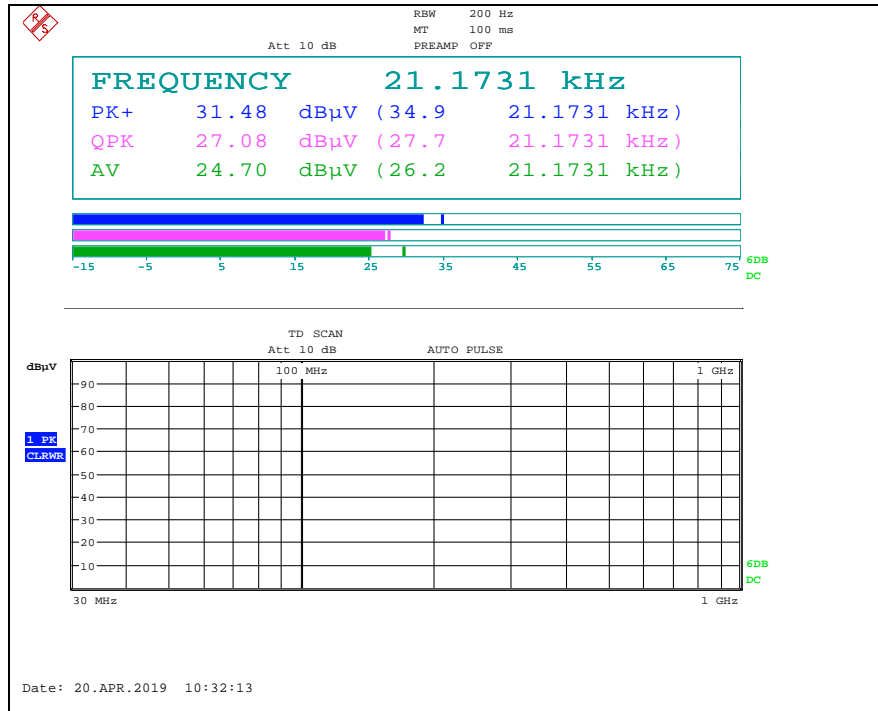 R S
RBW 200 Hz
MT 100 ms
Att 10 dB PREAMP OFF
FREQUENCY 21.1731 kHz
PK+ 31.48 dBµV (34.9 21.1731 kHz)
QPK 27.08 dBµV (27.7 21.1731 kHz)
AV 24.70 dBµV (26.2 21.1731 kHz)
-15 -5 5 15 25 35 45 55 65 75
6DB
DC
TD SCAN
Att 10 dB AUTO PULSE
dBµV
100 MHz 1 GHz
90
80
70
1 PK
CLRWR
60
50
40
30
20
10
6DB
DC
30 MHz 1 GHz
Date: 20.APR.2019 10:32:13